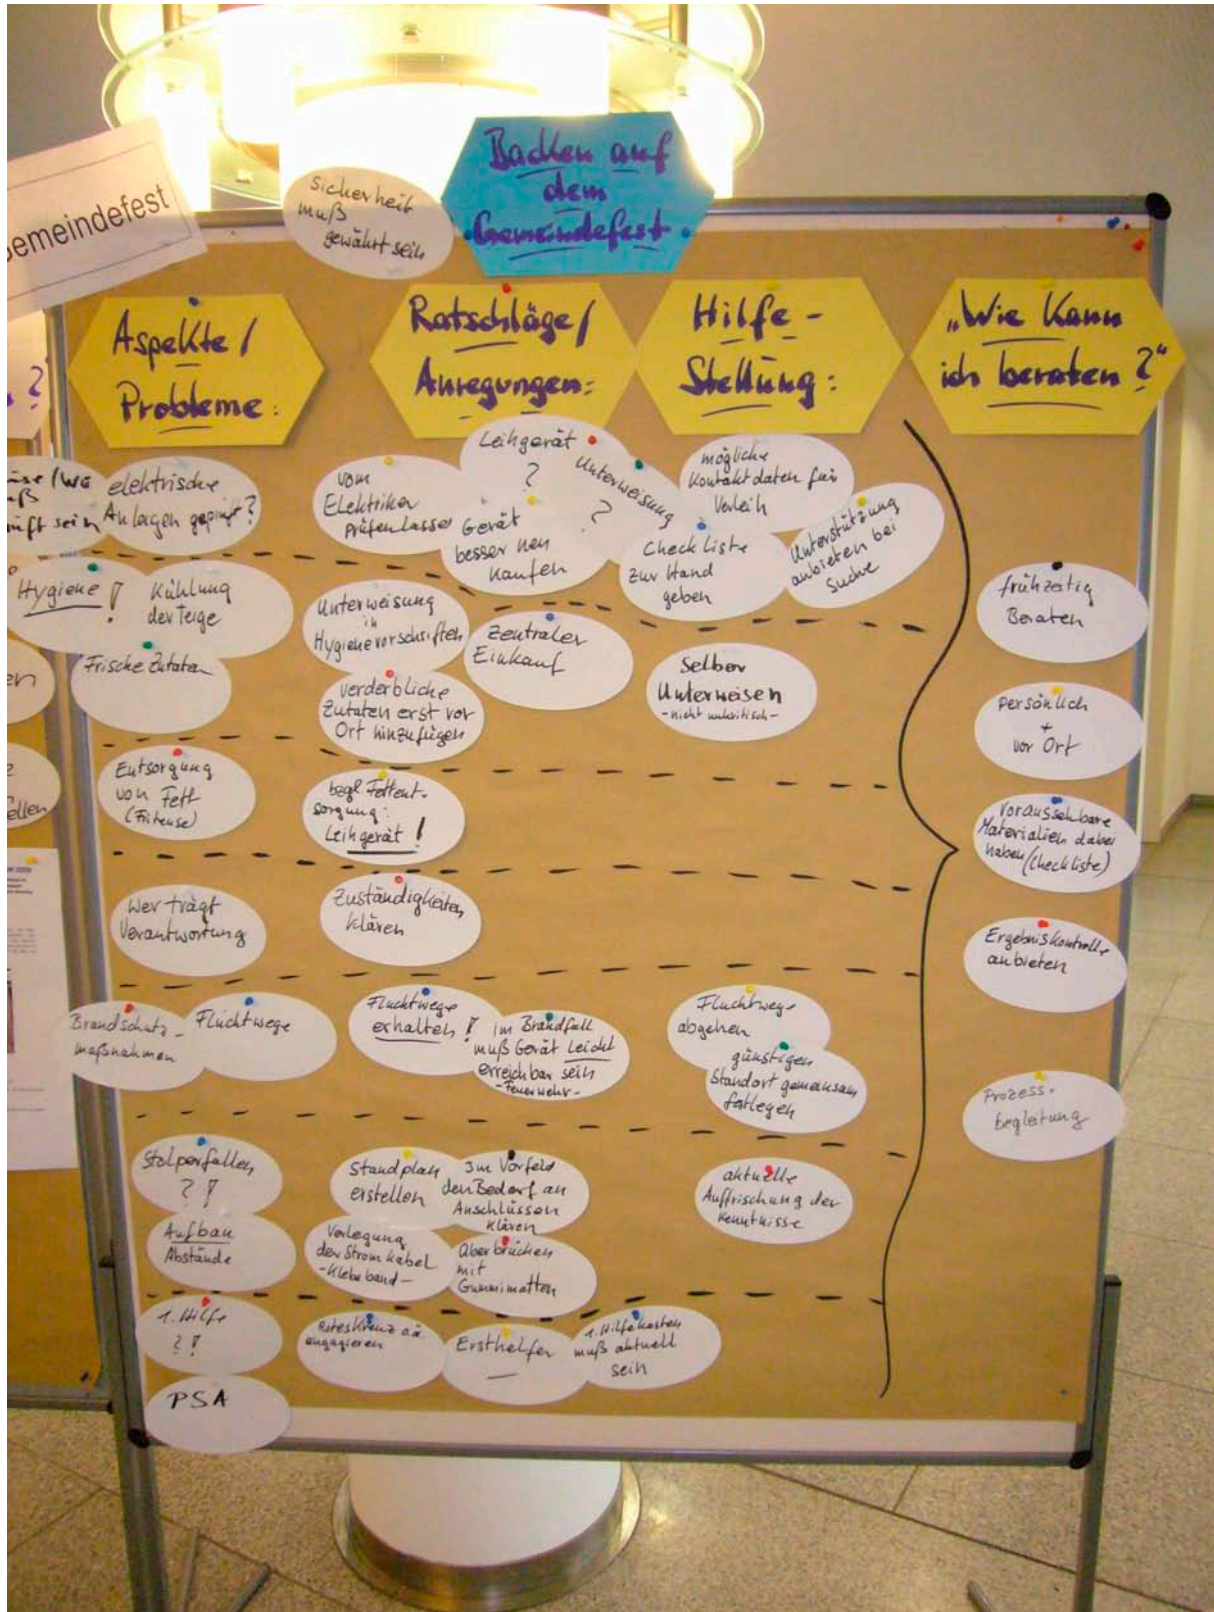 Gemeindefest
Sicherheit
muß
gewährt sein
Backen auf
dem
Gemeindefest
Aspekte/
Probleme:
Ratschläge/
Anregungen:
Hilfe-
Stellung:
„Wie kann
ich beraten?"
elektrische
Anlagen geprüft?
vom
Elektriker
prüfen lassen
Leihgerät
?
Gerät
besser neu
kaufen
Unterweisung
?
Checkliste
zur Hand
geben
mögliche
Kontaktdaten für
Verleih
Unterstützung
anbieten bei
Suche
Hygiene!
Kühlung
der Teige
Frische Zutaten
Unterweisung
in
Hygienevorschriften
Zentraler
Einkauf
verderbliche
Zutaten erst vor
Ort hinzufügen
Selber
Unterweisen
- nicht unkritisch -
Entsorgung
von Fett
(Friteuse)
bzgl. Fettent-
sorgung:
Leihgerät!
Wer trägt
Verantwortung
Zuständigkeiten
klären
Brandschutz-
maßnahmen
Fluchtwege
Fluchtwege
erhalten!
im Brandfall
muß Gerät leicht
erreichbar sein
- Feuerwehr -
Fluchtwege
abgehen
günstigen
Standort gemeinsam
festlegen
Stolperfallen
?!
Aufbau
Abstände
Standplan
erstellen
Im Vorfeld
den Bedarf an
Anschlüssen
klären
Verlegung
der Stromkabel
- Klebeband -
Überbrücken
mit
Gummimatten
aktuelle
Auffrischung der
Kenntnisse
1. Hilfe
?!
Rotes Kreuz o.ä.
engagieren
Ersthelfer
1. Hilfekasten
muß aktuell
sein
PSA
frühzeitig
Beraten
persönlich
+
vor Ort
voraussehbare
Materialien dabei
haben (Checkliste)
Ergebniskontrolle
anbieten
Prozess-
begleitung